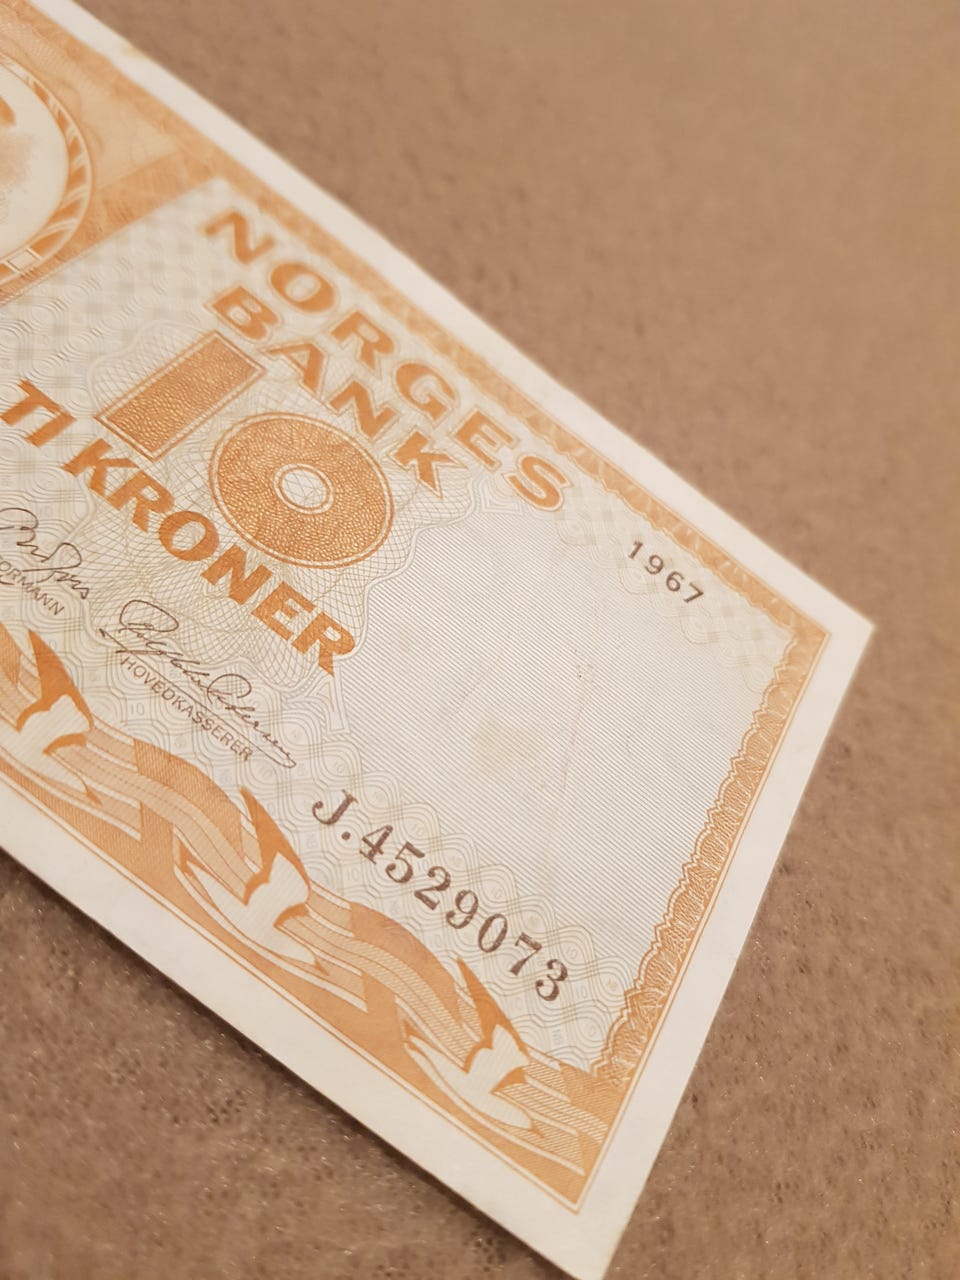 NORGES
BANK
10
1967
TI KRONER
HOVEDKASSERER
J.4529073